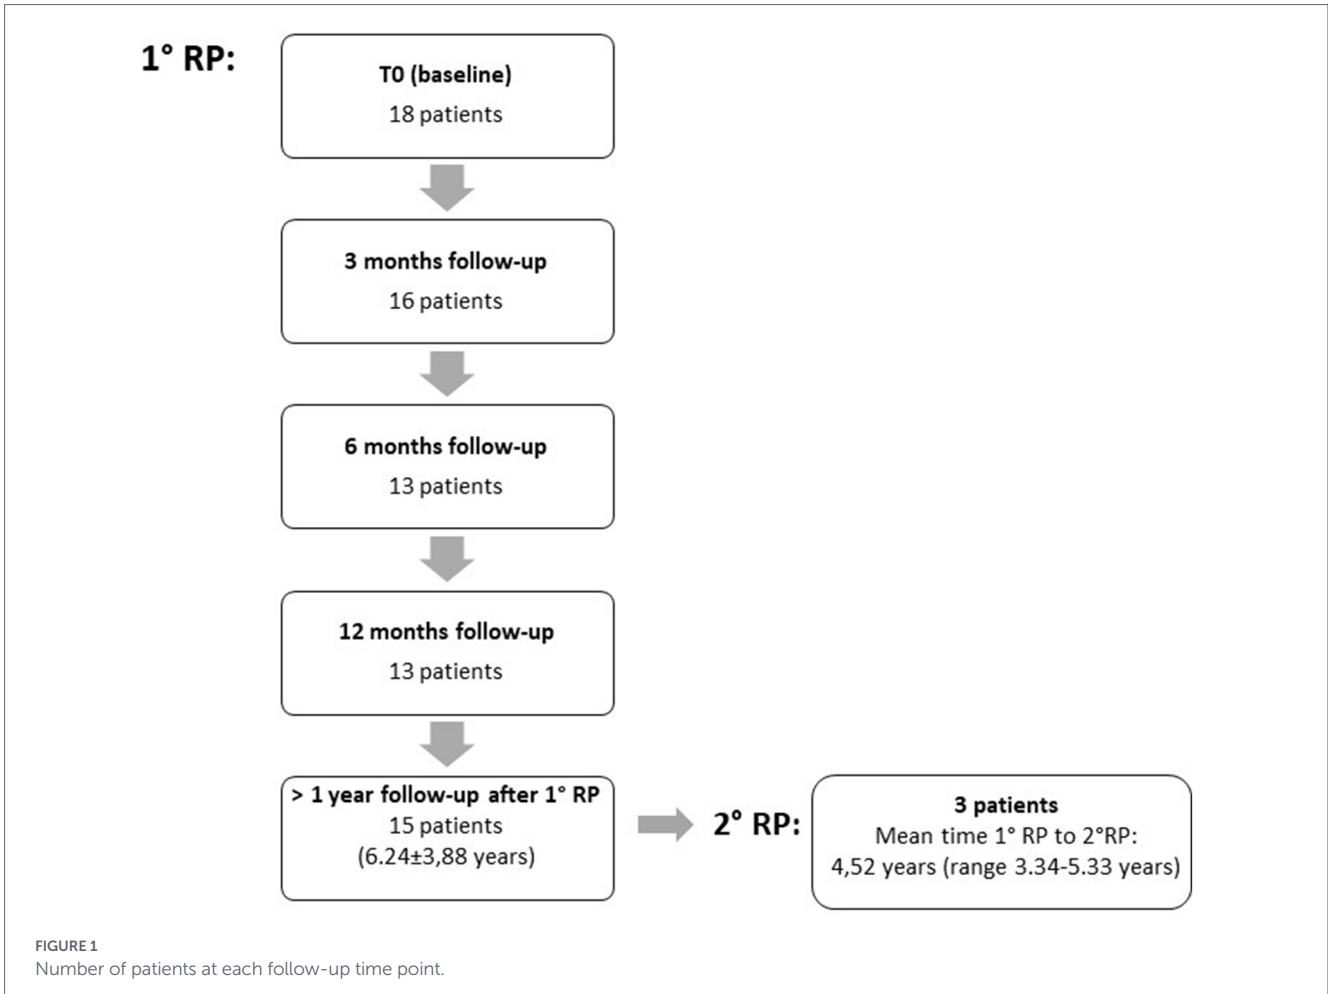 1° RP:
T0 (baseline)
18 patients
3 months follow-up
16 patients
6 months follow-up
13 patients
12 months follow-up
13 patients
> 1 year follow-up after 1° RP
15 patients
(6.24±3,88 years)
2° RP:
3 patients
Mean time 1° RP to 2°RP:
4,52 years (range 3.34-5.33 years)
FIGURE 1
Number of patients at each follow-up time point.